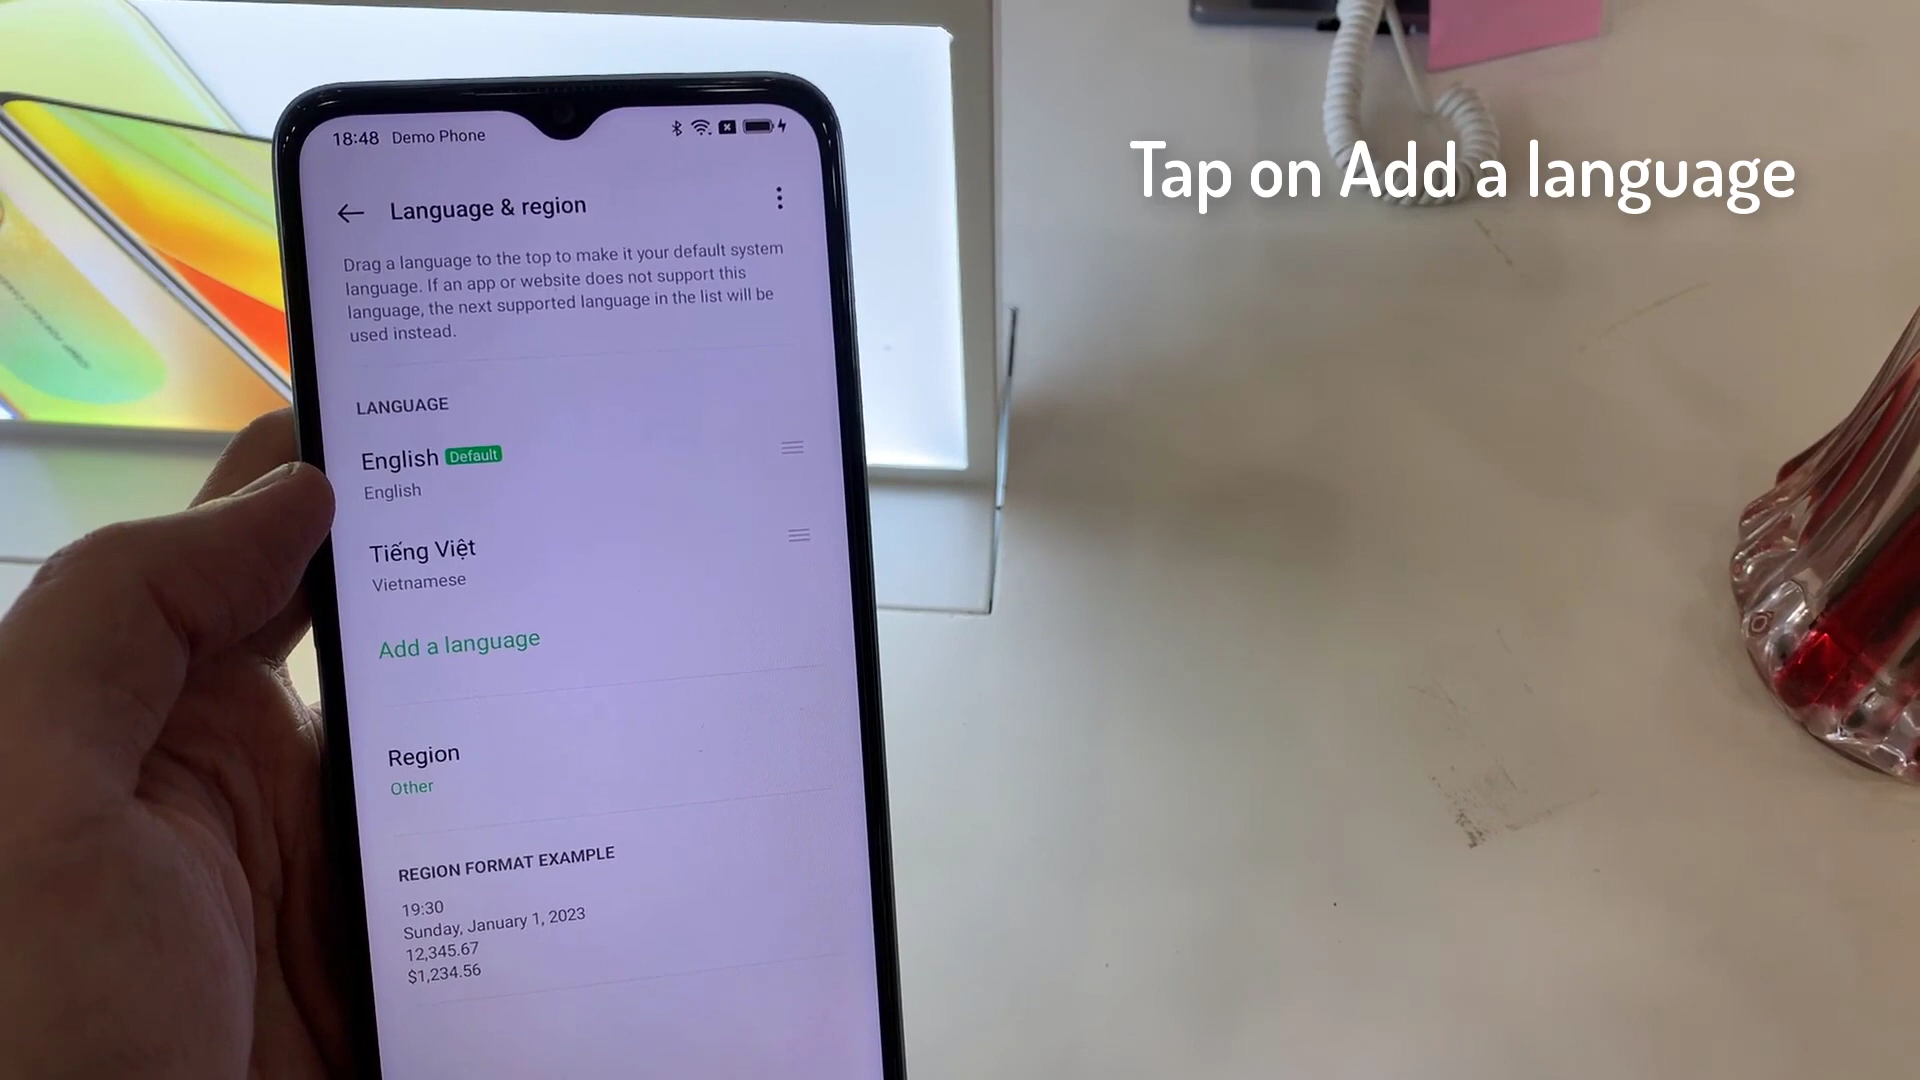 Tap on Add a language
18:48 Demo Phone
Language & region
Drag a language to the top to make it your default system
language. If an app or website does not support this
language, the next supported language in the list will be
used instead.
LANGUAGE
English Default
English
Tiếng Việt
Vietnamese
Add a language
Region
Other
REGION FORMAT EXAMPLE
19:30
Sunday, January 1, 2023
12,345.67
$1,234.56